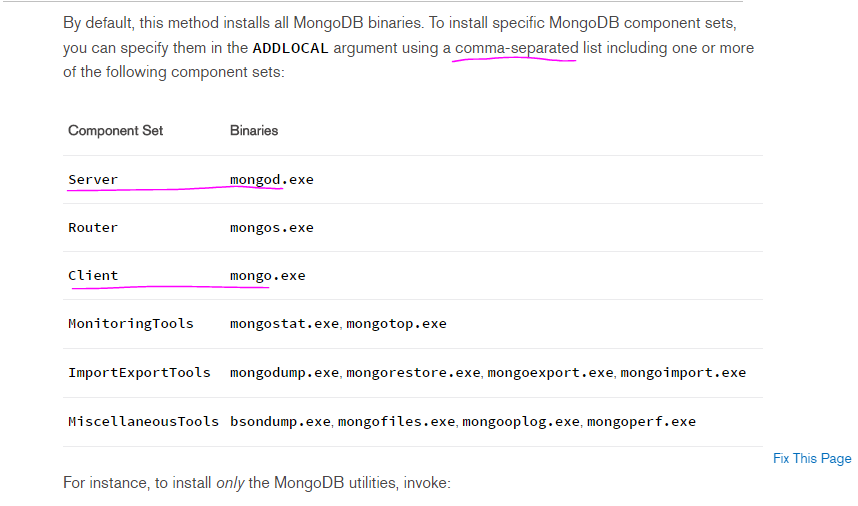 By default, this method installs all MongoDB binaries. To install specific MongoDB component sets,
you can specify them in the ADDLOCAL argument using a comma-separated list including one or more
of the following component sets:
Component Set Binaries
Server mongod.exe
Router mongos.exe
Client mongo.exe
MonitoringTools mongostat.exe, mongotop.exe
ImportExportTools mongodump.exe, mongorestore.exe, mongoexport.exe, mongoimport.exe
MiscellaneousTools bsondump.exe, mongofiles.exe, mongooplog.exe, mongoperf.exe
Fix This Page
For instance, to install only the MongoDB utilities, invoke: